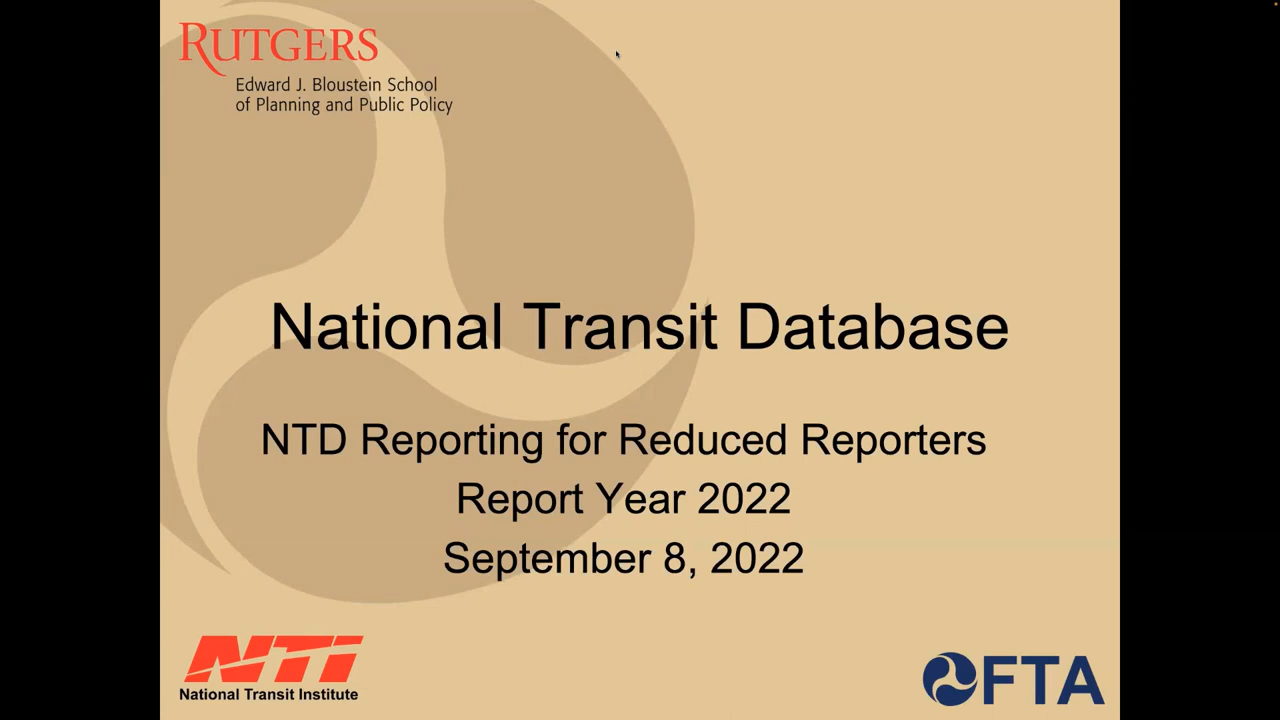 RUTGERS
Edward J. Bloustein School
of Planning and Public Policy
National Transit Database
NTD Reporting for Reduced Reporters
Report Year 2022
September 8, 2022
NTI
National Transit Institute
FTA